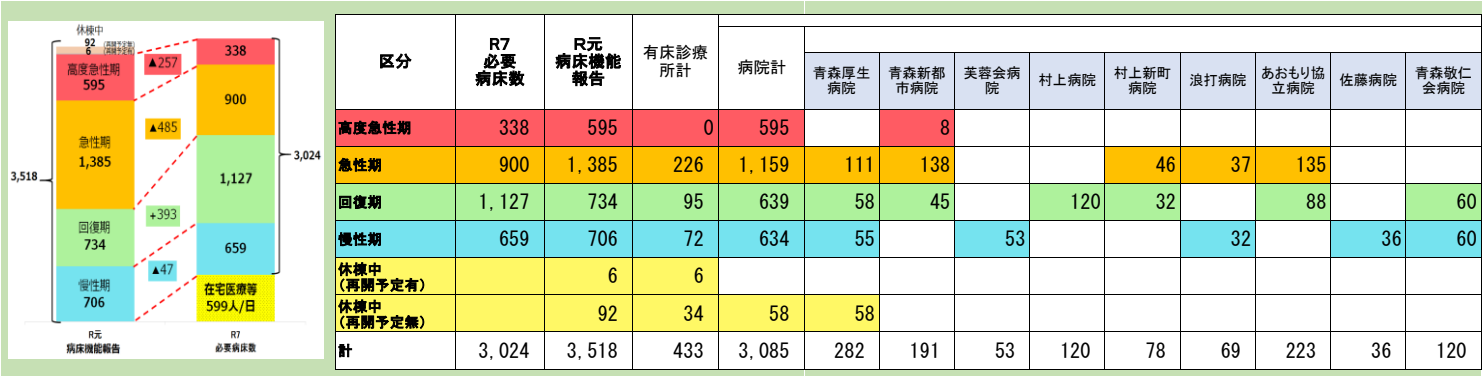 休棟中
92 (再開予定無)
6 (再開予定有)
高度急性期
595
急性期
1,385
回復期
734
慢性期
706
3,518
R元
病床機能報告
▲257
▲485
+393
▲47
338
900
1,127
659
在宅医療等
599人/日
3,024
R7
必要病床数
区分 R7 必要 病床数 R元 病床機能 報告 有床診療 所計 病院計 青森厚生 病院 青森新都 市病院 芙蓉会病 院 村上病院 村上新町 病院 浪打病院 あおもり協 立病院 佐藤病院 青森敬仁 会病院
高度急性期 338 595 0 595 8
急性期 900 1,385 226 1,159 111 138 46 37 135
回復期 1,127 734 95 639 58 45 120 32 88 60
慢性期 659 706 72 634 55 53 32 36 60
休棟中
(再開予定有) 6 6
休棟中
(再開予定無) 92 34 58 58
計 3,024 3,518 433 3,085 282 191 53 120 78 69 223 36 120